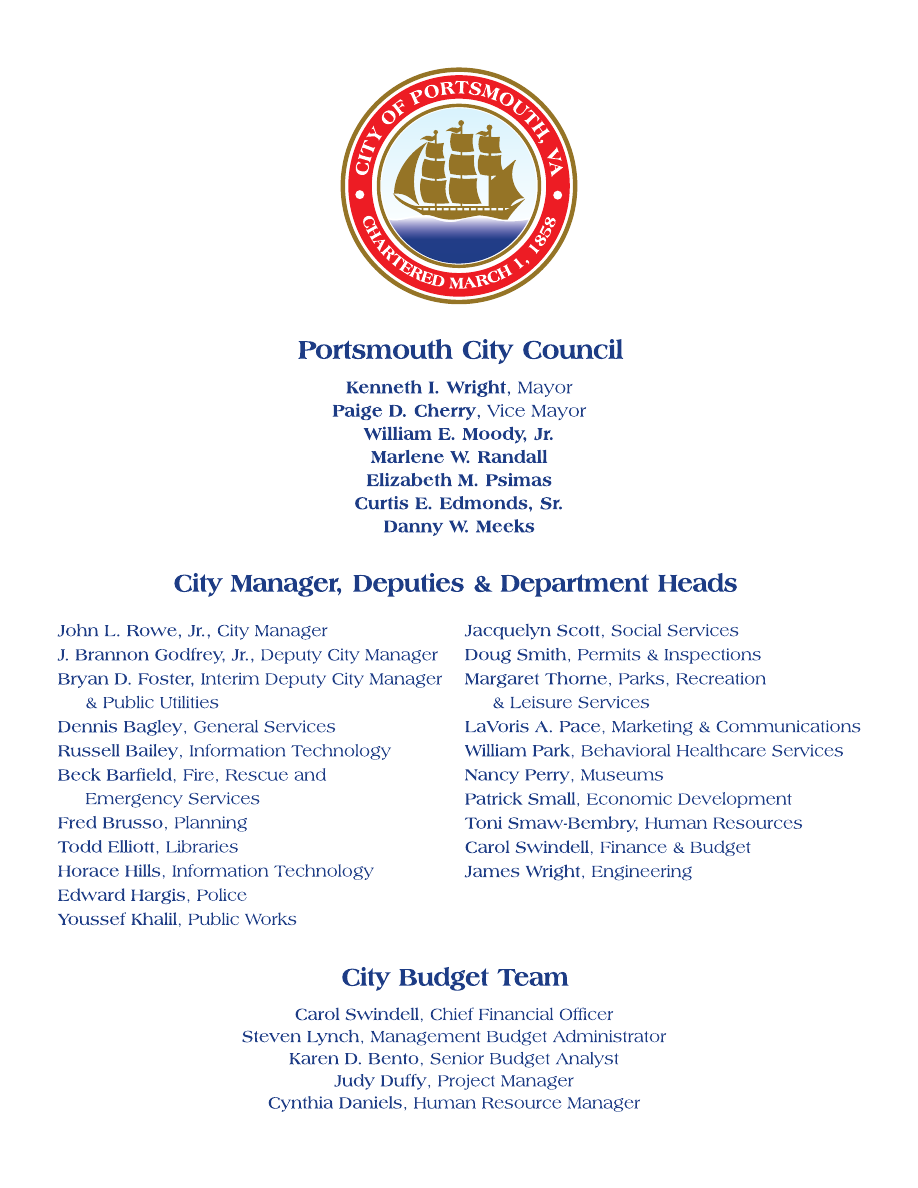 CITY OF PORTSMOUTH, VA
CHARTERED MARCH 1, 1858
Portsmouth City Council
Kenneth I. Wright, Mayor
Paige D. Cherry, Vice Mayor
William E. Moody, Jr.
Marlene W. Randall
Elizabeth M. Psimas
Curtis E. Edmonds, Sr.
Danny W. Meeks
City Manager, Deputies & Department Heads
John L. Rowe, Jr., City Manager
J. Brannon Godfrey, Jr., Deputy City Manager
Bryan D. Foster, Interim Deputy City Manager
& Public Utilities
Dennis Bagley, General Services
Russell Bailey, Information Technology
Beck Barfield, Fire, Rescue and
Emergency Services
Fred Brusso, Planning
Todd Elliott, Libraries
Horace Hills, Information Technology
Edward Hargis, Police
Youssef Khalil, Public Works
Jacquelyn Scott, Social Services
Doug Smith, Permits & Inspections
Margaret Thorne, Parks, Recreation
& Leisure Services
LaVoris A. Pace, Marketing & Communications
William Park, Behavioral Healthcare Services
Nancy Perry, Museums
Patrick Small, Economic Development
Toni Smaw-Bembry, Human Resources
Carol Swindell, Finance & Budget
James Wright, Engineering
City Budget Team
Carol Swindell, Chief Financial Officer
Steven Lynch, Management Budget Administrator
Karen D. Bento, Senior Budget Analyst
Judy Duffy, Project Manager
Cynthia Daniels, Human Resource Manager